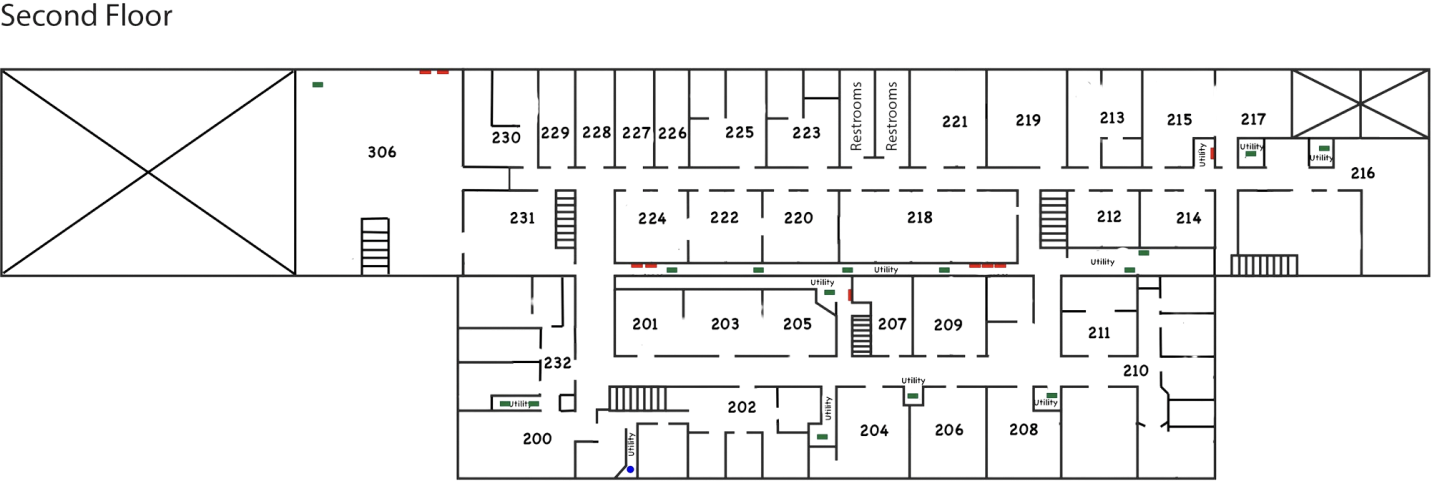 Second Floor
306
230
229
228
227
226
225
223
Restrooms
Restrooms
221
219
213
215
217
Utility
Utility
Utility
216
231
224
222
220
218
212
214
Utility
Utility
Utility
201
203
205
207
209
211
232
210
Utility
Utility
Utility
202
Utility
200
Utility
204
206
208